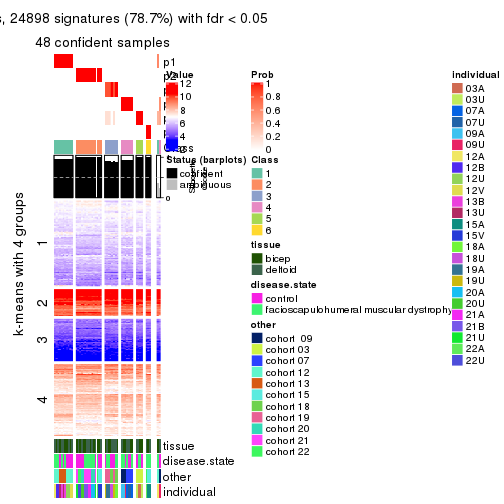 s, 24898 signatures (78.7%) with fdr < 0.05
48 confident samples
p1
Value
12
10
8
6
4
Status (barplots)
confident
ambiguous
0
k-means with 4 groups
1
2
3
4
tissue
disease.state
other
individual
Prob
1
0.8
0.6
0.4
0.2
0
Class
1
2
3
4
5
6
tissue
bicep
deltoid
disease.state
control
facioscapulohumeral muscular dystrophy
other
cohort 09
cohort 03
cohort 07
cohort 12
cohort 13
cohort 15
cohort 18
cohort 19
cohort 20
cohort 21
cohort 22
individual
03A
03U
07A
07U
09A
09U
12A
12B
12U
12V
13B
13U
15A
15V
18A
18U
19A
19U
20A
20U
21A
21B
21U
22A
22U